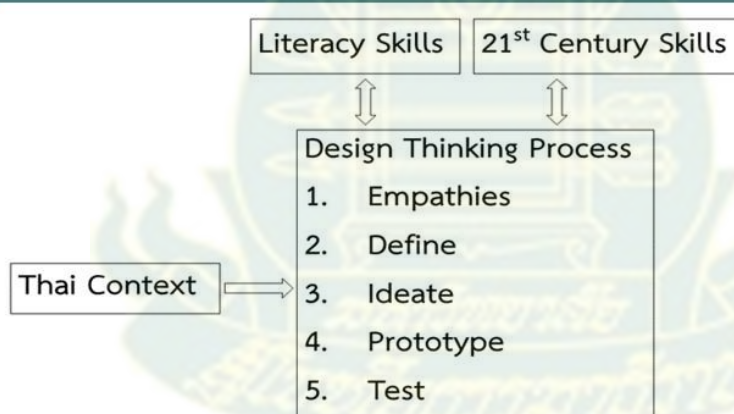 Literacy Skills
21st Century Skills
Design Thinking Process
1. Empathies
2. Define
Thai Context
3. Ideate
4. Prototype
5. Test